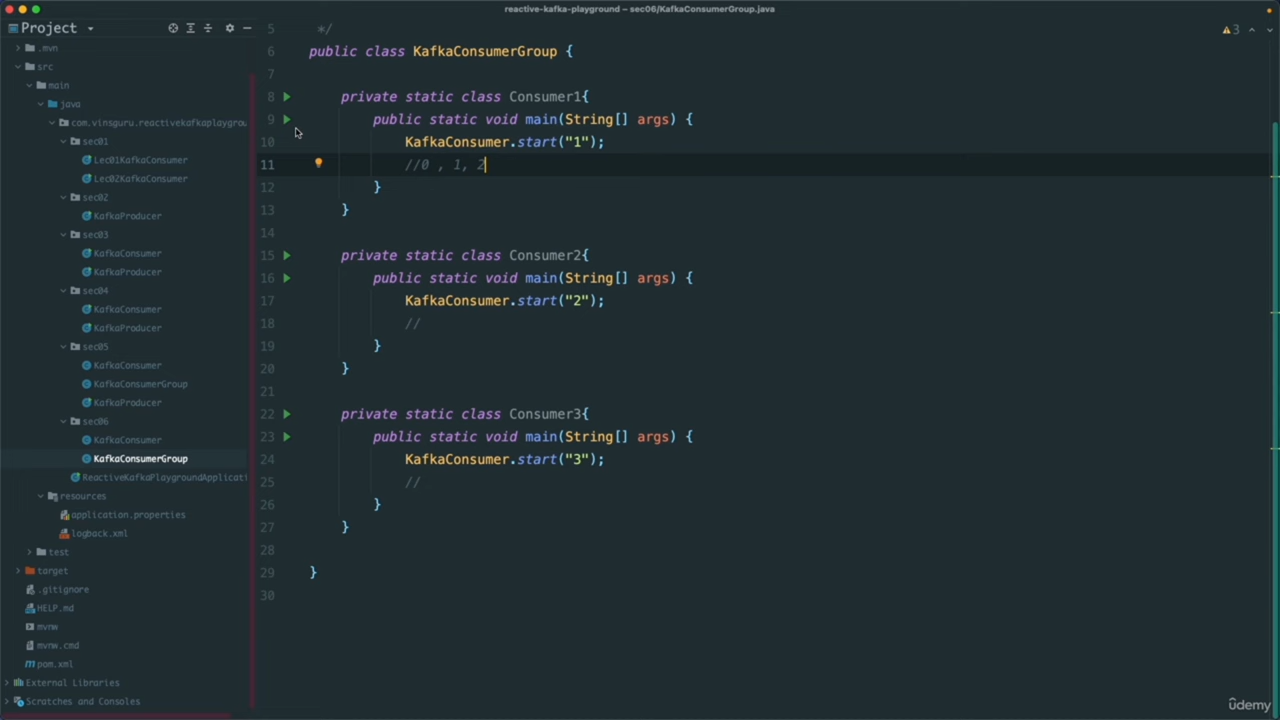 reactive-kafka-playground – sec06/KafkaConsumerGroup.java
Project
.mvn
src
main
java
com.vinsguru.reactivekafkaplaygrou
sec01
Lec01KafkaConsumer
Lec02KafkaConsumer
sec02
KafkaProducer
sec03
KafkaConsumer
KafkaProducer
sec04
KafkaConsumer
KafkaProducer
sec05
KafkaConsumer
KafkaConsumerGroup
KafkaProducer
sec06
KafkaConsumer
KafkaConsumerGroup
ReactiveKafkaPlaygroundApplicati
resources
application.properties
logback.xml
test
target
.gitignore
HELP.md
mvnw
mvnw.cmd
pom.xml
External Libraries
Scratches and Consoles
3
5 */
6 public class KafkaConsumerGroup {
7
8 private static class Consumer1{
9 public static void main(String[] args) {
10 KafkaConsumer.start("1");
11 //0 , 1, 2
12 }
13 }
14
15 private static class Consumer2{
16 public static void main(String[] args) {
17 KafkaConsumer.start("2");
18 //
19 }
20 }
21
22 private static class Consumer3{
23 public static void main(String[] args) {
24 KafkaConsumer.start("3");
25 //
26 }
27 }
28
29 }
30
udemy